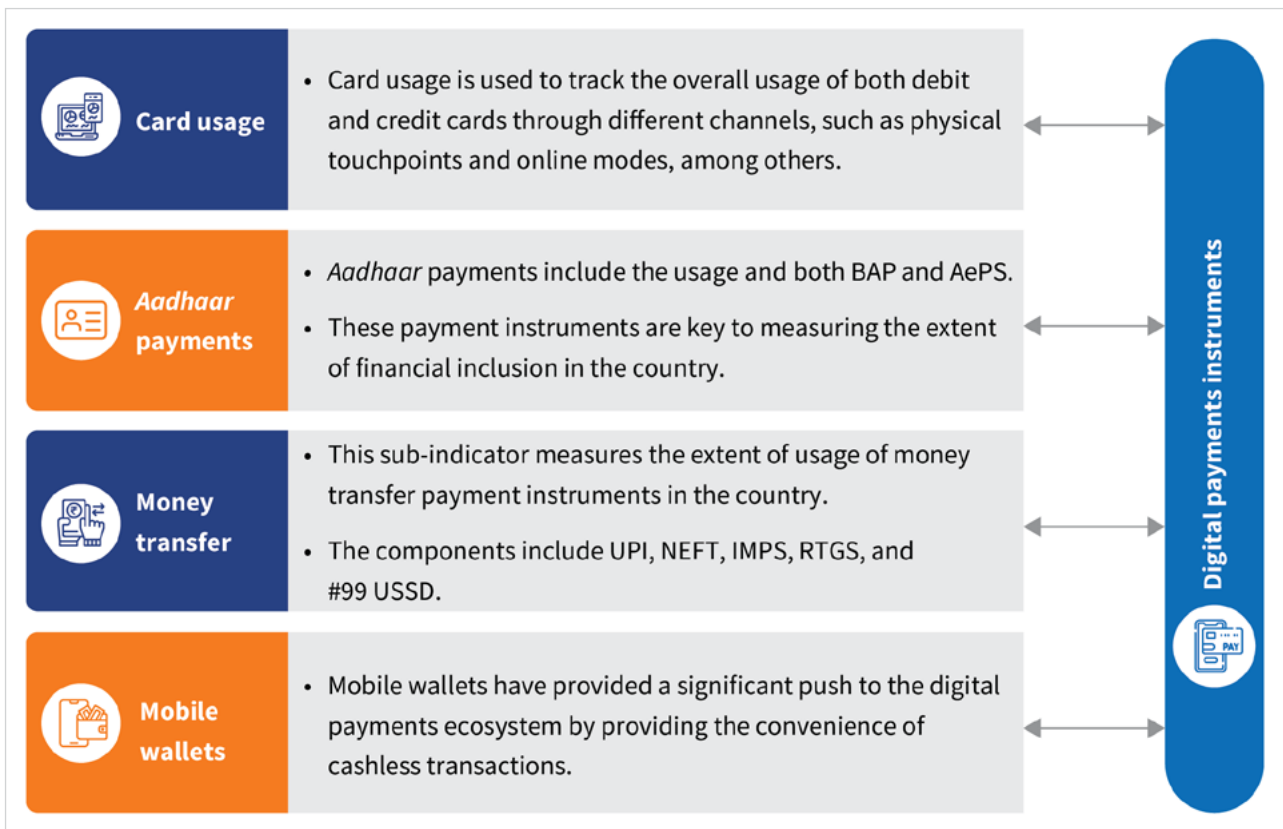 Card usage
• Card usage is used to track the overall usage of both debit
and credit cards through different channels, such as physical
touchpoints and online modes, among others.
Aadhaar
payments
• Aadhaar payments include the usage and both BAP and AePS.
• These payment instruments are key to measuring the extent
of financial inclusion in the country.
Money
transfer
• This sub-indicator measures the extent of usage of money
transfer payment instruments in the country.
• The components include UPI, NEFT, IMPS, RTGS, and
#99 USSD.
Mobile
wallets
• Mobile wallets have provided a significant push to the digital
payments ecosystem by providing the convenience of
cashless transactions.
Digital payments instruments
PAY